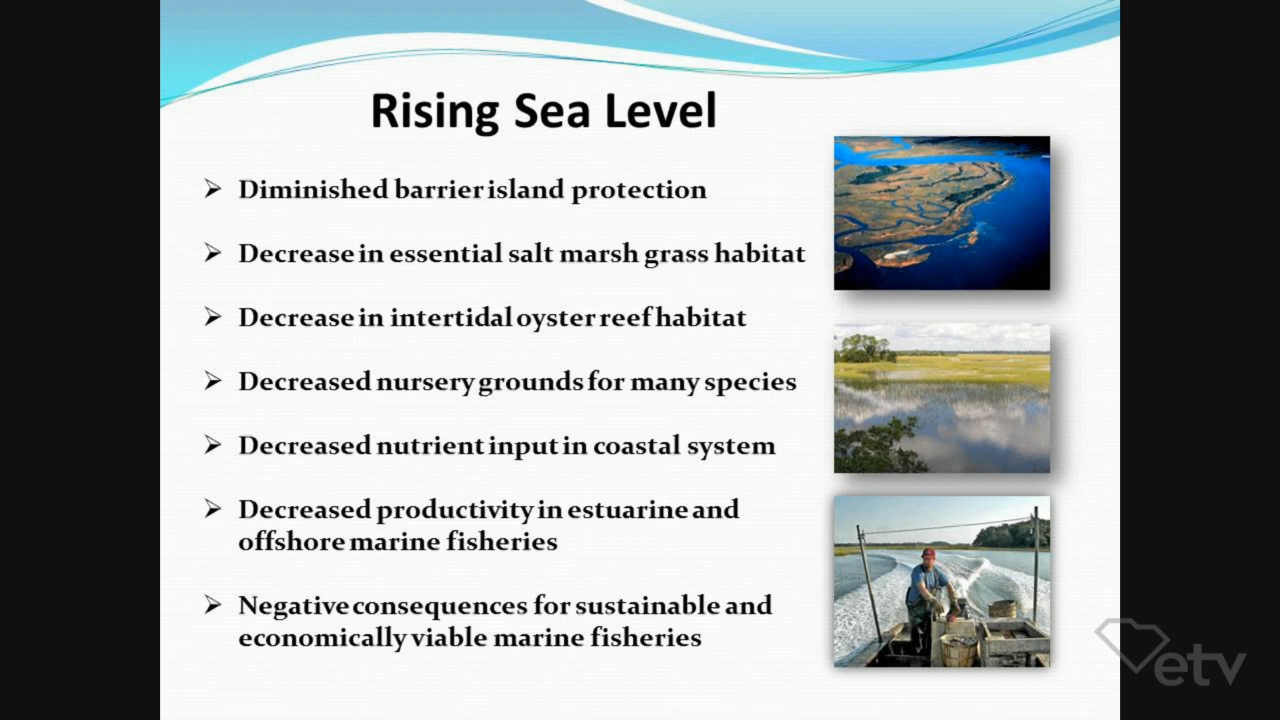 Rising Sea Level
Diminished barrier island protection
Decrease in essential salt marsh grass habitat
Decrease in intertidal oyster reef habitat
Decreased nursery grounds for many species
Decreased nutrient input in coastal system
Decreased productivity in estuarine and
offshore marine fisheries
Negative consequences for sustainable and
economically viable marine fisheries
etv